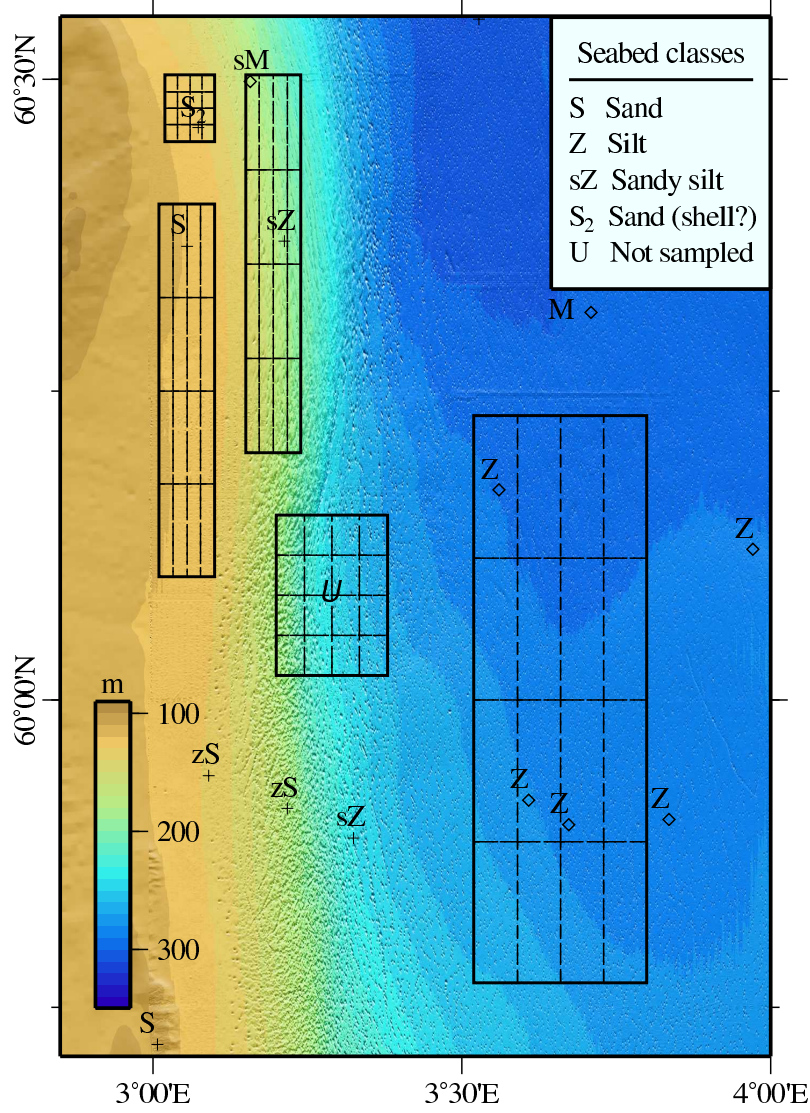 60°30'N
sM
S₂
Seabed classes
S Sand
Z Silt
sZ Sandy silt
S₂ Sand (shell?)
U Not sampled
S
sZ
M
Z
Z
U
60°00'N
m
100
200
300
zS
zS
sZ
Z
Z
Z
S
3°00'E
3°30'E
4°00'E